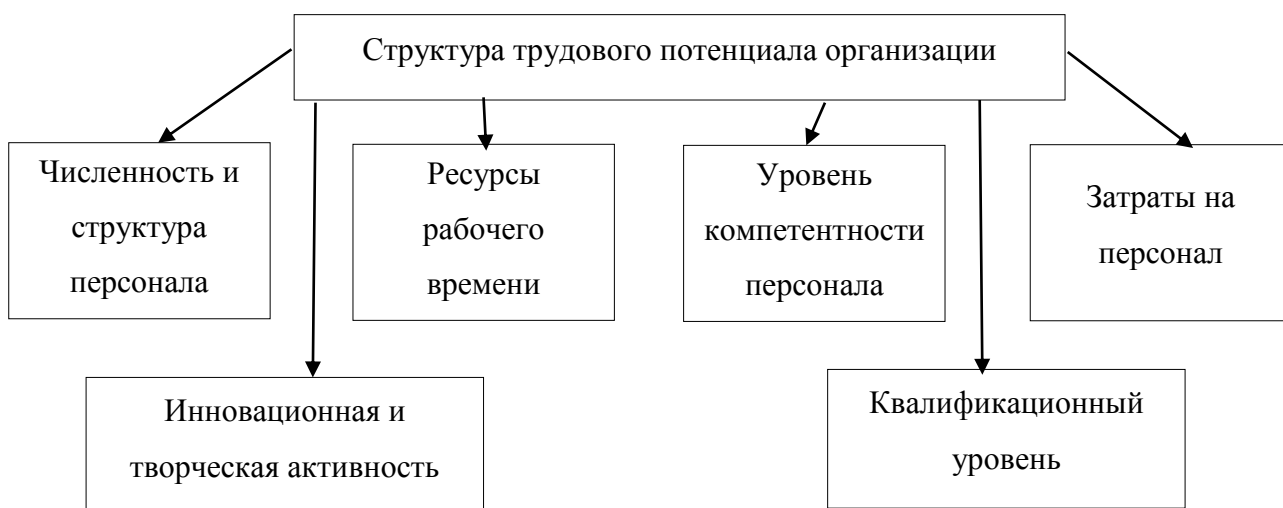 Структура трудового потенциала организации
Численность и
структура
персонала
Ресурсы
рабочего
времени
Уровень
компетентности
персонала
Затраты на
персонал
Инновационная и
творческая активность
Квалификационный
уровень